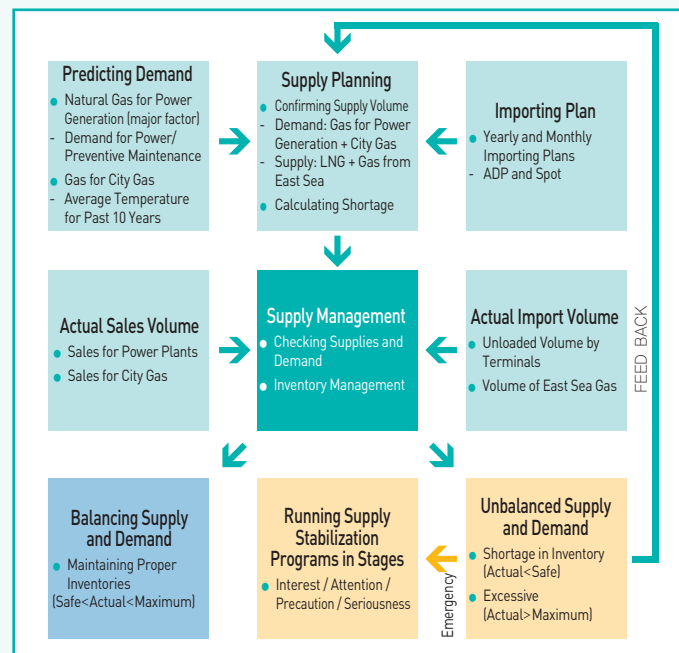 Predicting Demand
● Natural Gas for Power
Generation (major factor)
- Demand for Power/
Preventive Maintenance
● Gas for City Gas
- Average Temperature
for Past 10 Years
Supply Planning
● Confirming Supply Volume
- Demand: Gas for Power
Generation + City Gas
- Supply: LNG + Gas from
East Sea
● Calculating Shortage
Importing Plan
● Yearly and Monthly
Importing Plans
- ADP and Spot
Actual Sales Volume
● Sales for Power Plants
● Sales for City Gas
Supply Management
● Checking Supplies and
Demand
● Inventory Management
Actual Import Volume
● Unloaded Volume by
Terminals
● Volume of East Sea Gas
FEED BACK
Balancing Supply
and Demand
● Maintaining Proper
Inventories
(Safe<Actual<Maximum)
Running Supply
Stabilization
Programs in Stages
● Interest / Attention /
Precaution / Seriousness
Emergency
Unbalanced Supply
and Demand
● Shortage in Inventory
(Actual<Safe)
● Excessive
(Actual>Maximum)